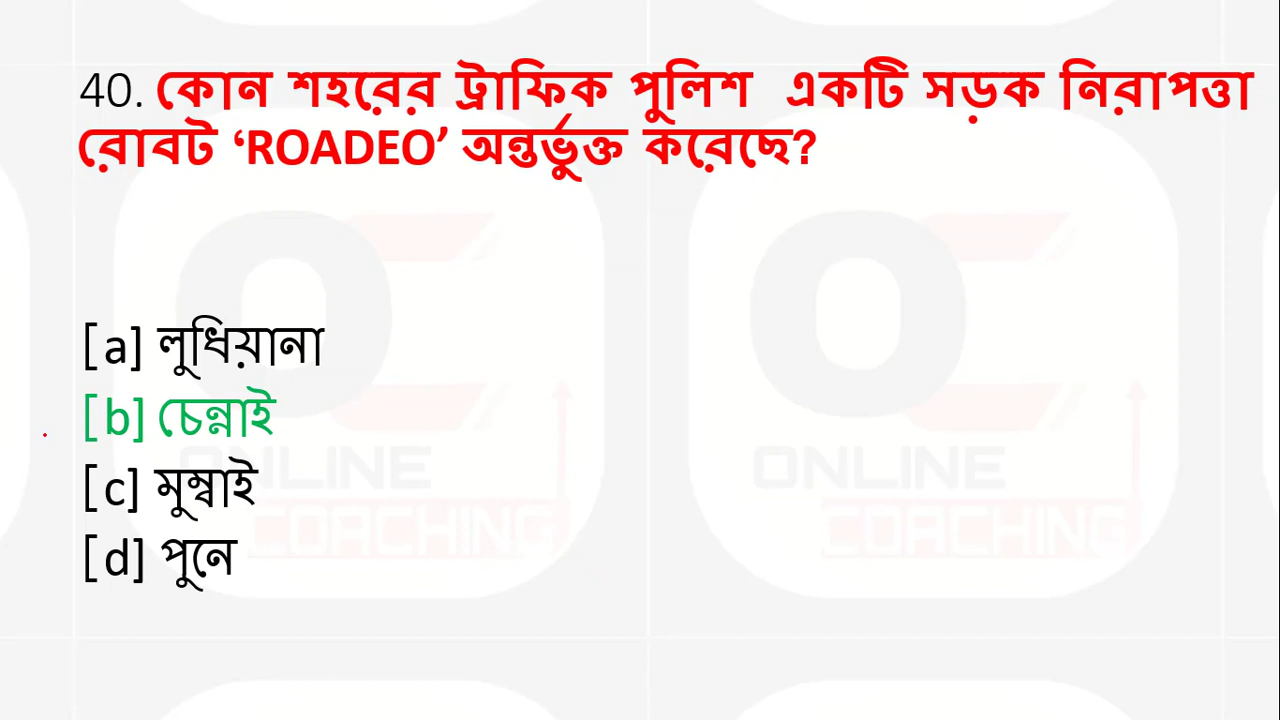 40. কোন শহরের ট্রাফিক পুলিশ একটি সড়ক নিরাপত্তা
রোবট ‘ROADEO’ অন্তর্ভুক্ত করেছে?
[a] লুধিয়ানা
[b] চেন্নাই
[c] মুম্বাই
[d] পুনে
ONLINE ONLINE
COACHING COACHING